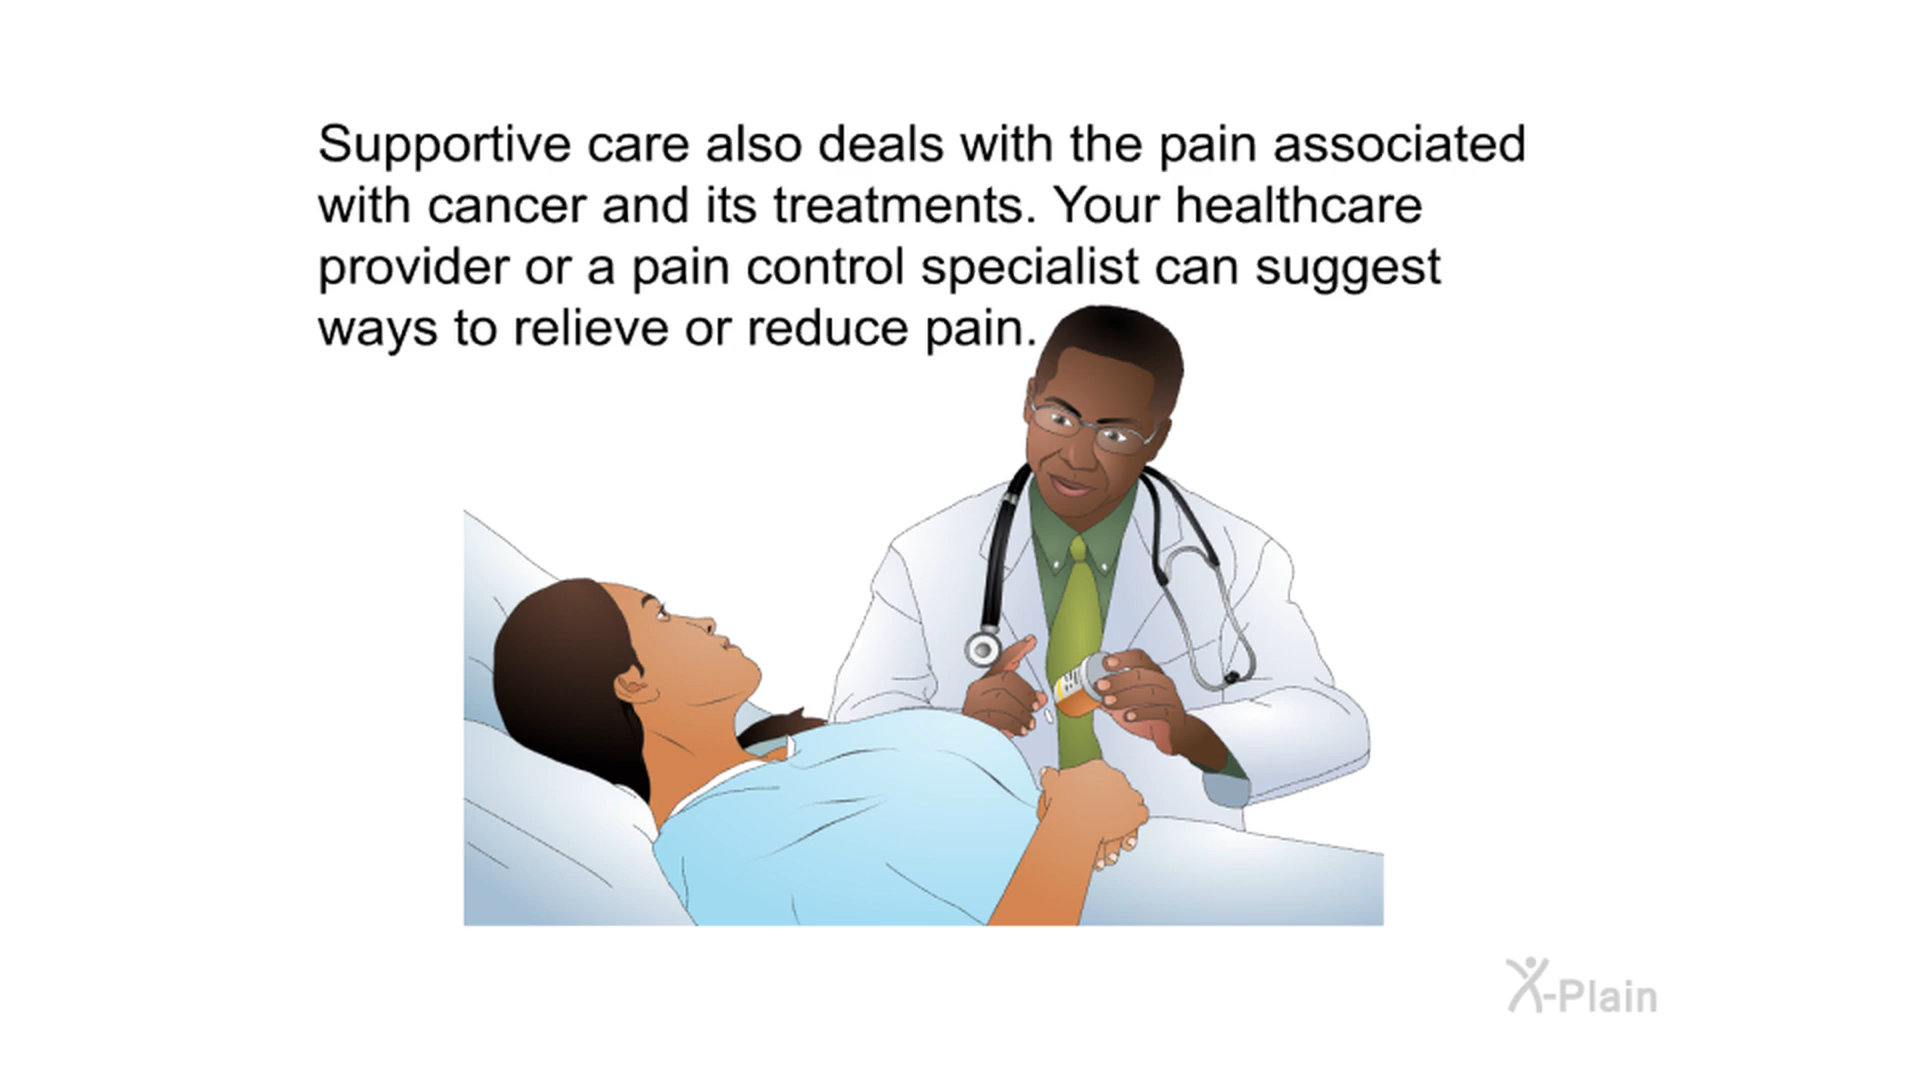 Supportive care also deals with the pain associated
with cancer and its treatments. Your healthcare
provider or a pain control specialist can suggest
ways to relieve or reduce pain.
X-Plain